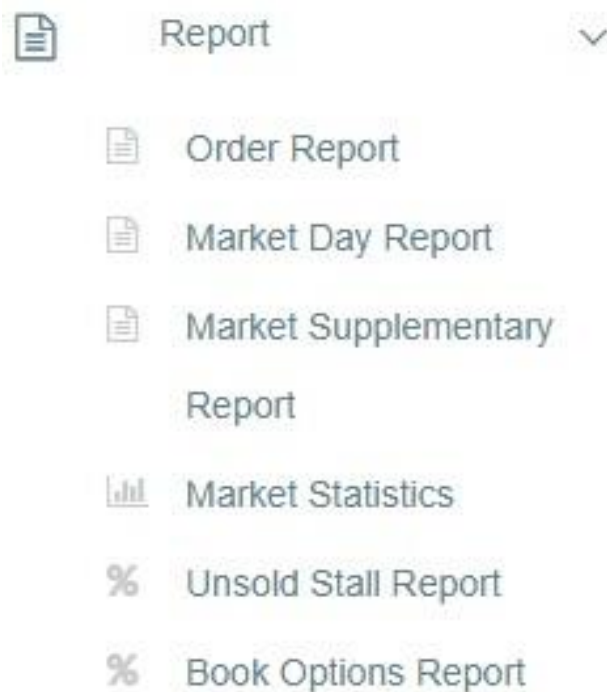 Report
Order Report
Market Day Report
Market Supplementary
Report
Market Statistics
Unsold Stall Report
Book Options Report